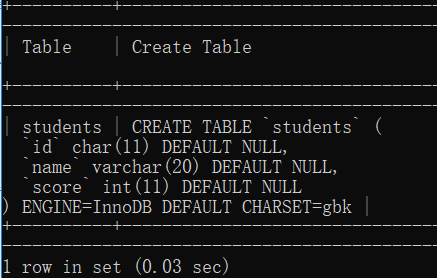 +----------+---------------------------------------
| Table    | Create Table
+----------+---------------------------------------
| students | CREATE TABLE `students` (
  `id` char(11) DEFAULT NULL,
  `name` varchar(20) DEFAULT NULL,
  `score` int(11) DEFAULT NULL
) ENGINE=InnoDB DEFAULT CHARSET=gbk |
+----------+---------------------------------------
1 row in set (0.03 sec)